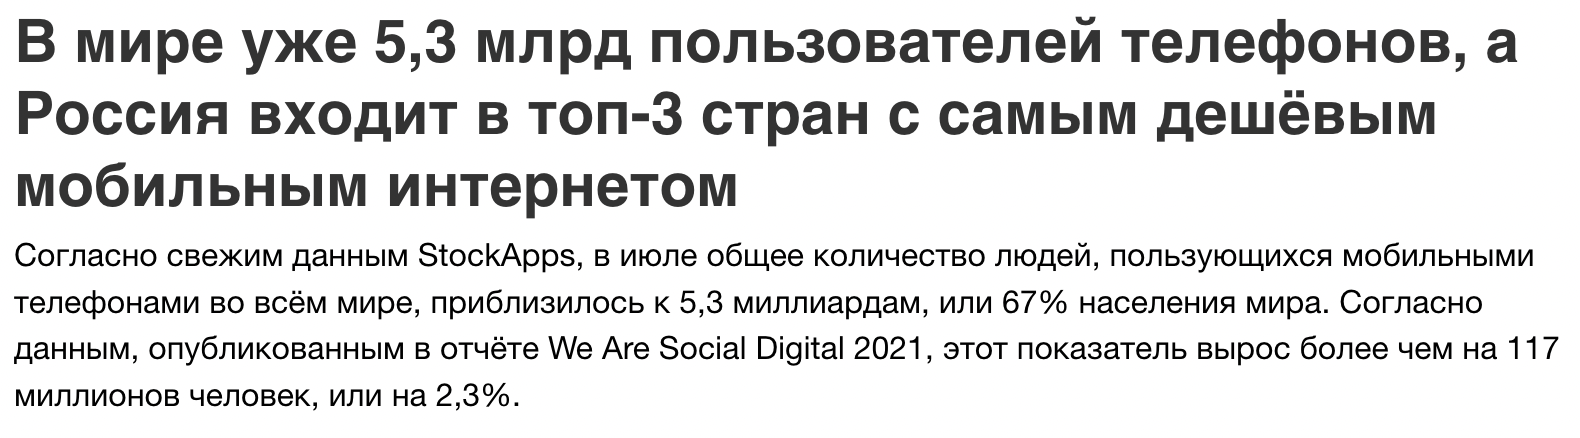 В мире уже 5,3 млрд пользователей телефонов, а
Россия входит в топ-3 стран с самым дешёвым
мобильным интернетом
Согласно свежим данным StockApps, в июле общее количество людей, пользующихся мобильными
телефонами во всём мире, приблизилось к 5,3 миллиардам, или 67% населения мира. Согласно
данным, опубликованным в отчёте We Are Social Digital 2021, этот показатель вырос более чем на 117
миллионов человек, или на 2,3%.